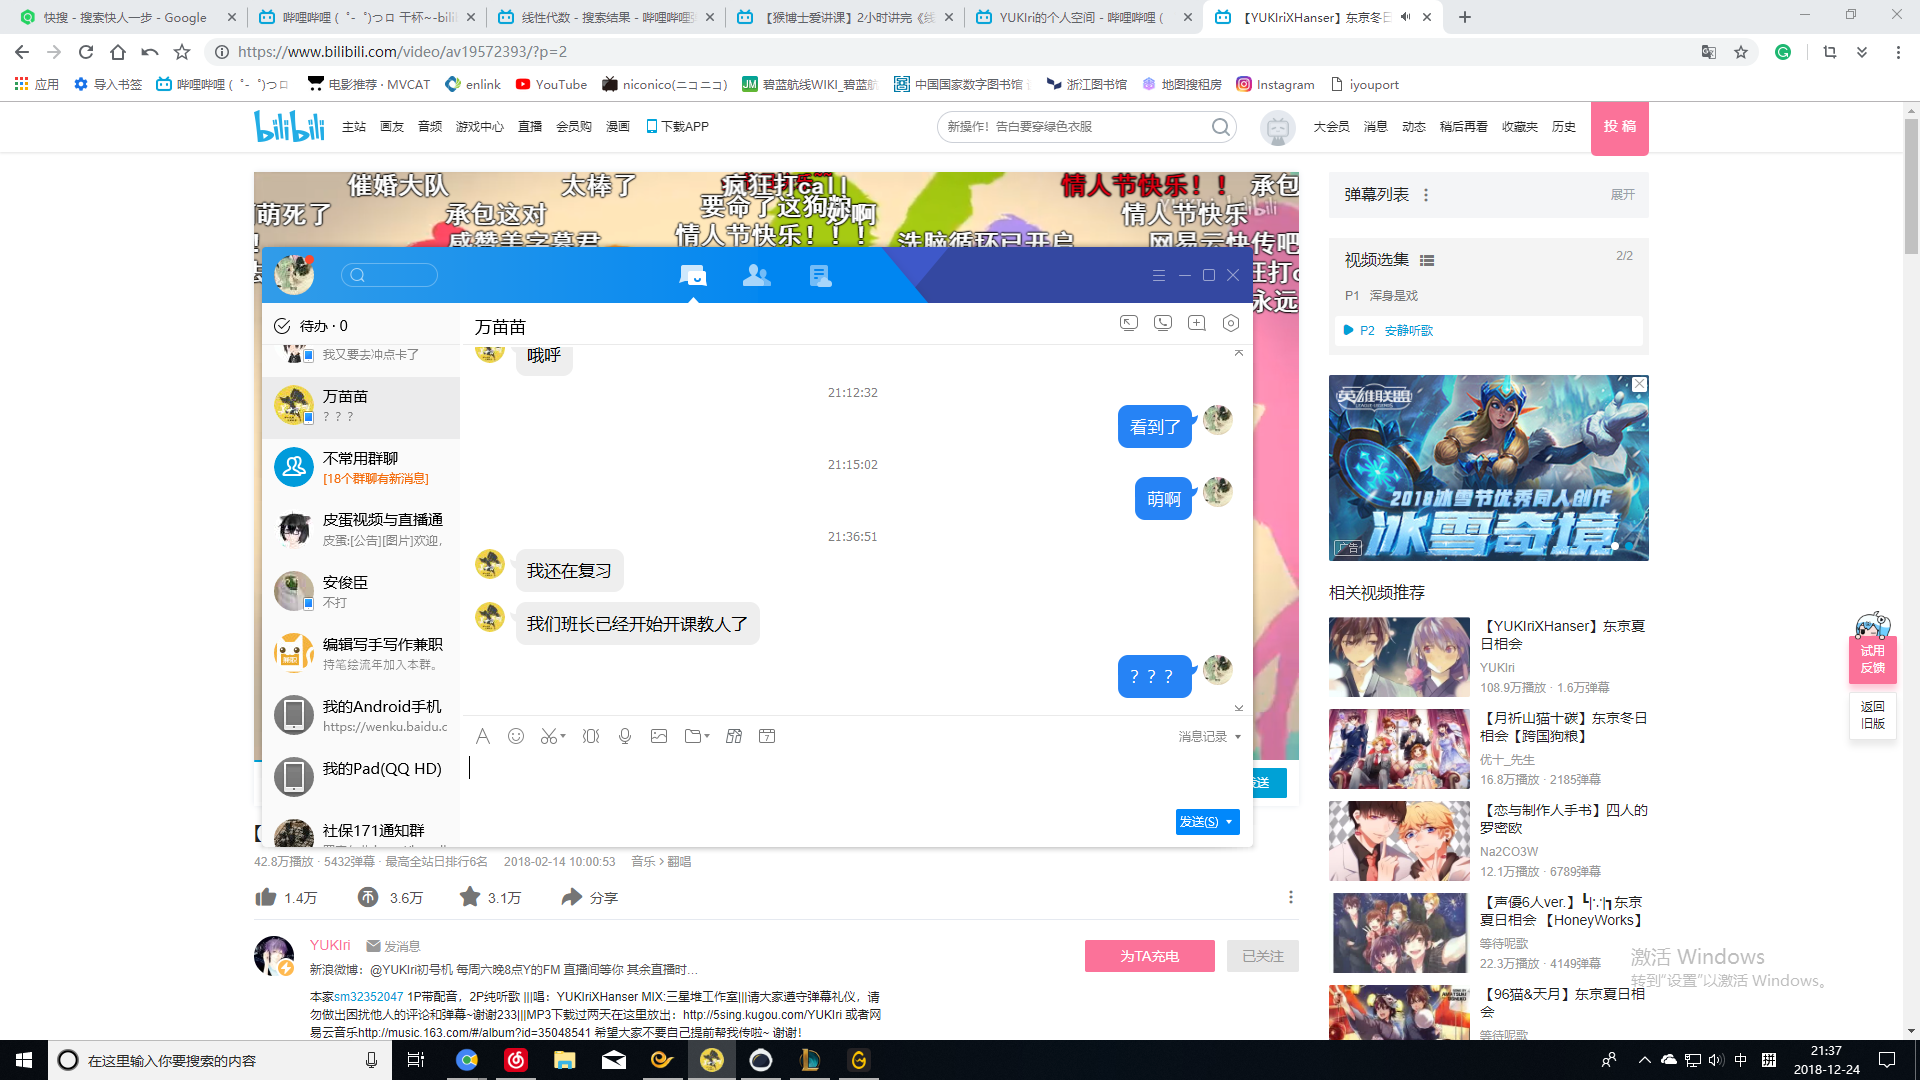 快搜 - 搜索快人一步 - Google
哔哩哔哩 ( ゜- ゜)つロ 干杯~-bili
线性代数 - 搜索结果 - 哔哩哔哩
【猴博士爱讲课】2小时讲完《线
YUKIri的个人空间 - 哔哩哔哩 (
【YUKIriXHanser】东京冬日
https://www.bilibili.com/video/av19572393/?p=2
应用
导入书签
哔哩哔哩 ( ゜- ゜)つロ
电影推荐 · MVCAT
enlink
YouTube
niconico(ニコニコ)
碧蓝航线WIKI_碧蓝航
中国国家数字图书馆
浙江图书馆
地图搜租房
Instagram
iyouport
bilibili
主站
画友
音频
游戏中心
直播
会员购
漫画
下载APP
新操作！告白要穿绿色衣服
大会员
消息
动态
稍后再看
收藏夹
历史
投 稿
催婚大队
太棒了
疯狂打call
情人节快乐！！
承包
萌死了
承包这对
要命了这狗粮
妙啊
情人节快乐
感赞美字幕君
情人节快乐！！！
洗脑循环已开启
网易云快传吧
狂打ca
永远
待办 · 0
我又要去冲点卡了
万苗苗
？？？
不常用群聊
[18个群聊有新消息]
皮蛋视频与直播通
皮蛋:[公告][图片]欢迎,
安俊臣
不打
编辑写手写作兼职
持笔绘流年加入本群。
我的Android手机
https://wenku.baidu.c
我的Pad(QQ HD)
社保171通知群
万苗苗
哦呼
21:12:32
看到了
21:15:02
萌啊
21:36:51
我还在复习
我们班长已经开始开课教人了
？？？
消息记录
发送(S)
送
弹幕列表
展开
视频选集
2/2
P1 浑身是戏
P2 安静听歌
英雄联盟
2018冰雪节优秀同人创作
冰雪奇境
广告
相关视频推荐
【YUKIriXHanser】东京夏
日相会
YUKIri
108.9万播放 · 1.6万弹幕
【月祈山猫十碳】东京冬日
相会【跨国狗粮】
优十_先生
16.8万播放 · 2185弹幕
【恋与制作人手书】四人的
罗密欧
Na2CO3W
12.1万播放 · 6789弹幕
【声優6人ver.】┗|∵|┓东京
夏日相会 【HoneyWorks】
等待呢歌
22.3万播放 · 4149弹幕
【96猫&天月】东京夏日相
会
等待呢歌
试用
反馈
返回
旧版
42.8万播放 · 5432弹幕 · 最高全站日排行6名
2018-02-14 10:00:53
音乐 > 翻唱
1.4万
3.6万
3.1万
分享
YUKIri
发消息
新浪微博：@YUKIri初号机 每周六晚8点Y的FM 直播间等你 其余直播时...
为TA充电
已关注
本家sm32352047 1P带配音，2P纯听歌 |||唱：YUKIriXHanser MIX:三星堆工作室|||请大家遵守弹幕礼仪，请
勿做出困扰他人的评论和弹幕~谢谢233|||MP3下载过两天在这里放出：http://5sing.kugou.com/YUKIri 或者网
易云音乐http://music.163.com/#/album?id=35048541 希望大家不要自己提前帮我传啦~ 谢谢！
激活 Windows
转到“设置”以激活 Windows。
在这里输入你要搜索的内容
中
21:37
2018-12-24